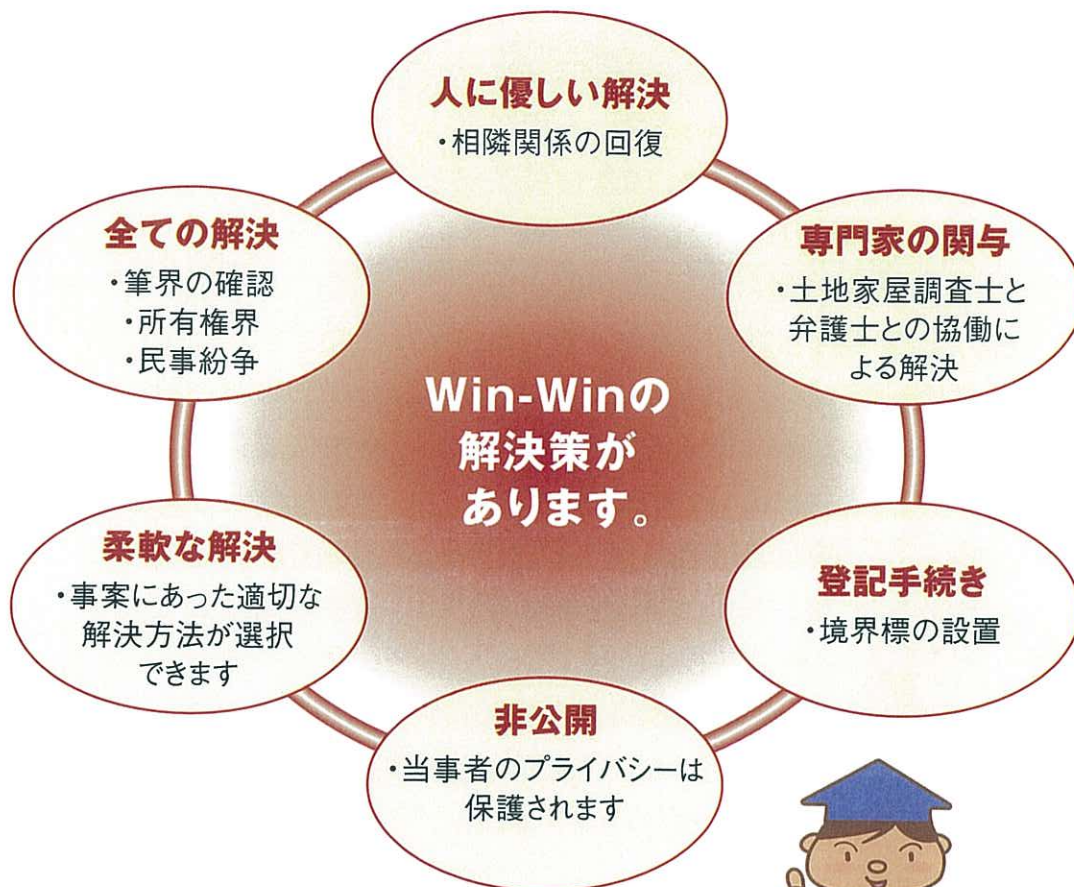 人に優しい解決
・相隣関係の回復
全ての解決
・筆界の確認
・所有権界
・民事紛争
専門家の関与
・土地家屋調査士と
弁護士との協働に
よる解決
Win-Winの
解決策が
あります。
柔軟な解決
・事案にあった適切な
解決方法が選択
できます
登記手続き
・境界標の設置
非公開
・当事者のプライバシーは
保護されます